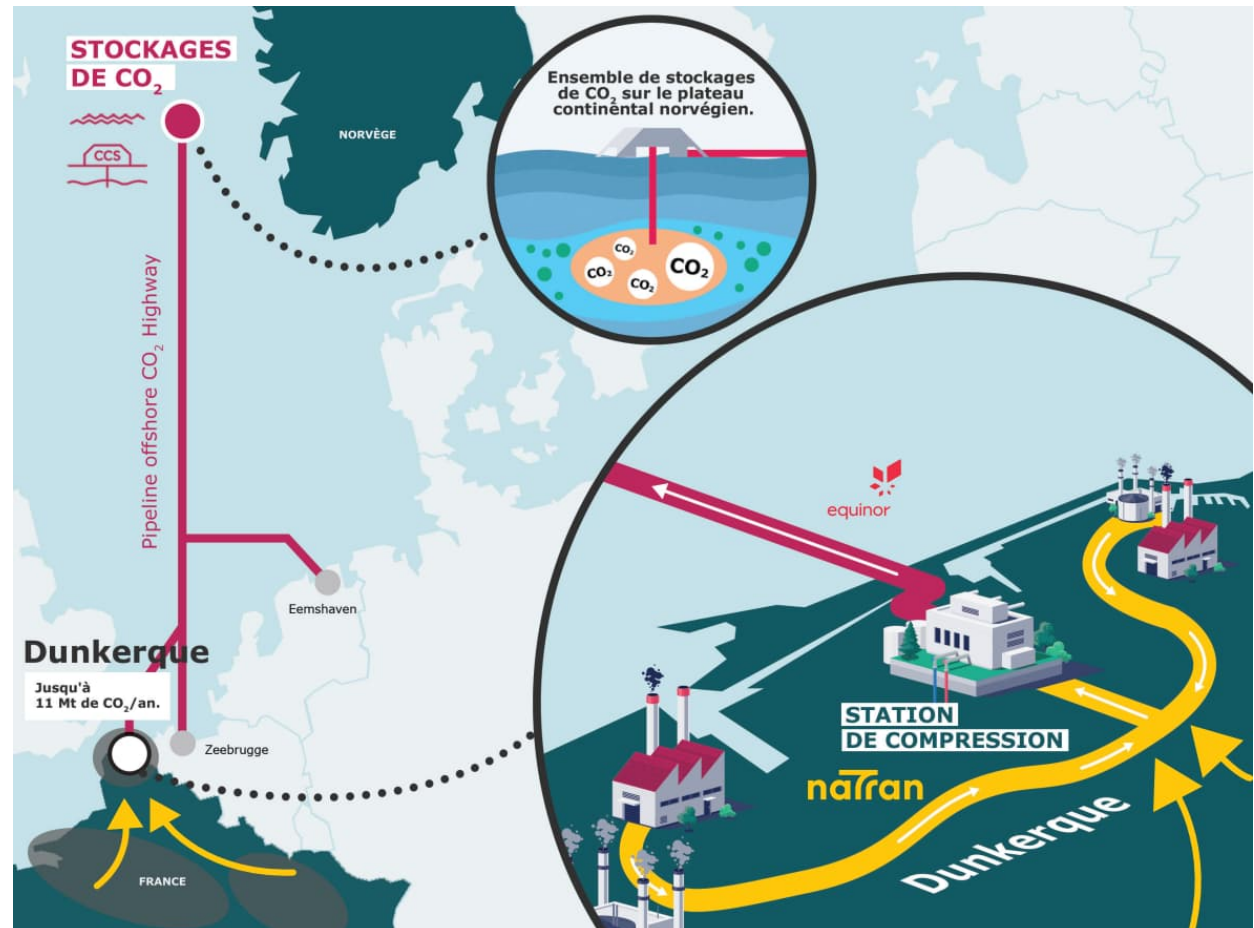 STOCKAGES
DE CO₂
CCS
NORVÈGE
Ensemble de stockages
de CO₂ sur le plateau
continental norvégien.
CO₂
CO₂
CO₂
CO₂
Pipeline offshore CO₂ Highway
Eemshaven
Dunkerque
Jusqu'à
11 Mt de CO₂/an.
Zeebrugge
FRANCE
equinor
STATION
DE COMPRESSION
naTran
Dunkerque